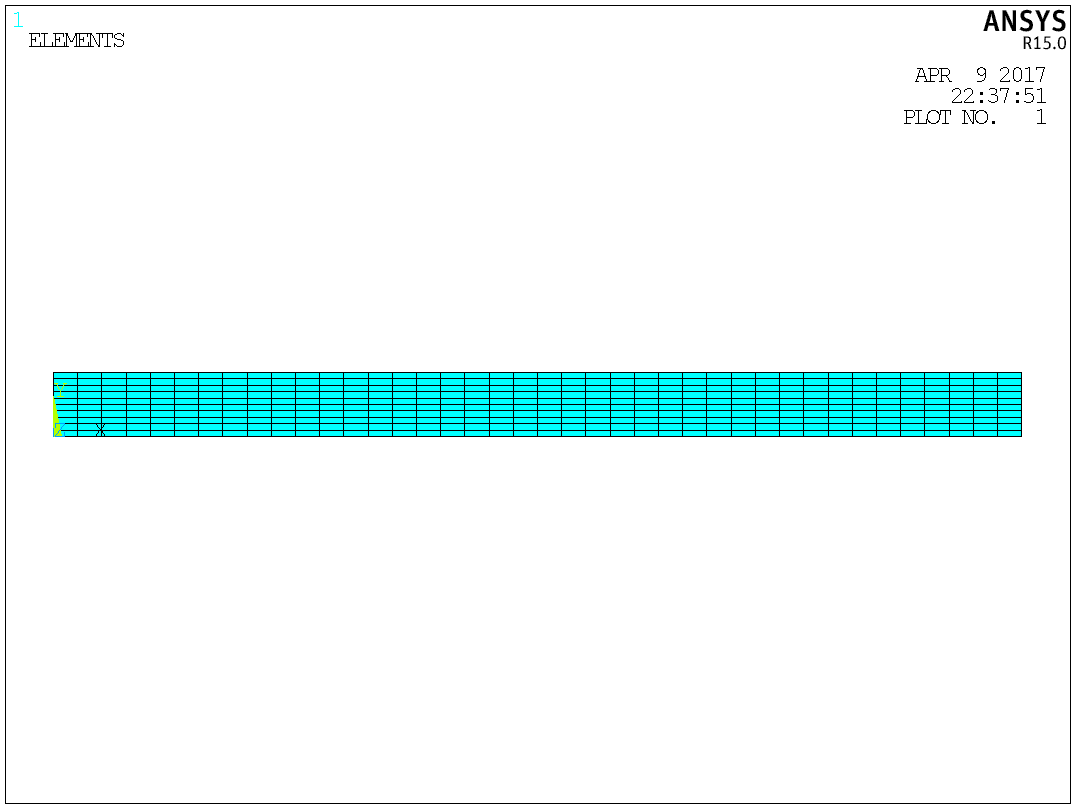 1
ELEMENTS
ANSYS
R15.0
APR 9 2017
22:37:51
PLOT NO. 1
Y
X